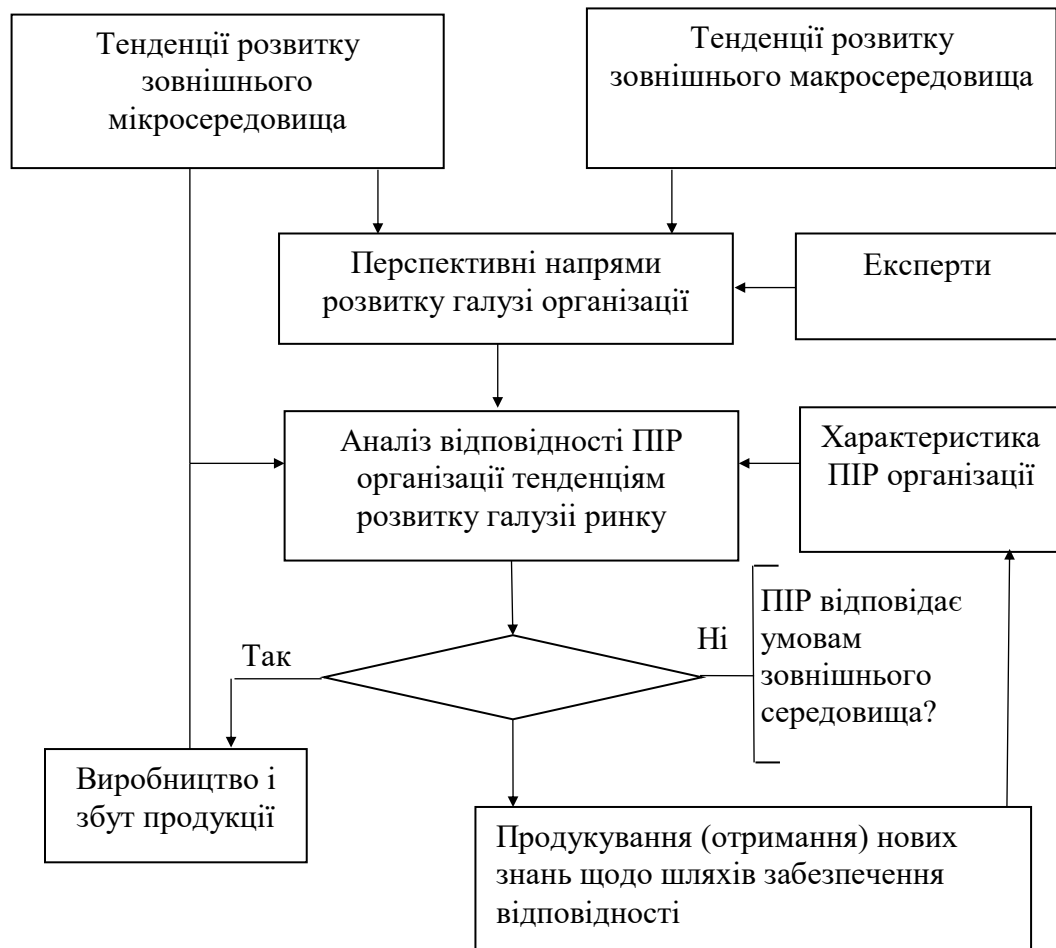 Тенденції розвитку
зовнішнього
мікросередовища
Тенденції розвитку
зовнішнього макросередовища
Перспективні напрями
розвитку галузі організації
Експерти
Аналіз відповідності ПІР
організації тенденціям
розвитку галузіі ринку
Характеристика
ПІР організації
Так
Ні
ПІР відповідає
умовам
зовнішнього
середовища?
Виробництво і
збут продукції
Продукування (отримання) нових
знань щодо шляхів забезпечення
відповідності